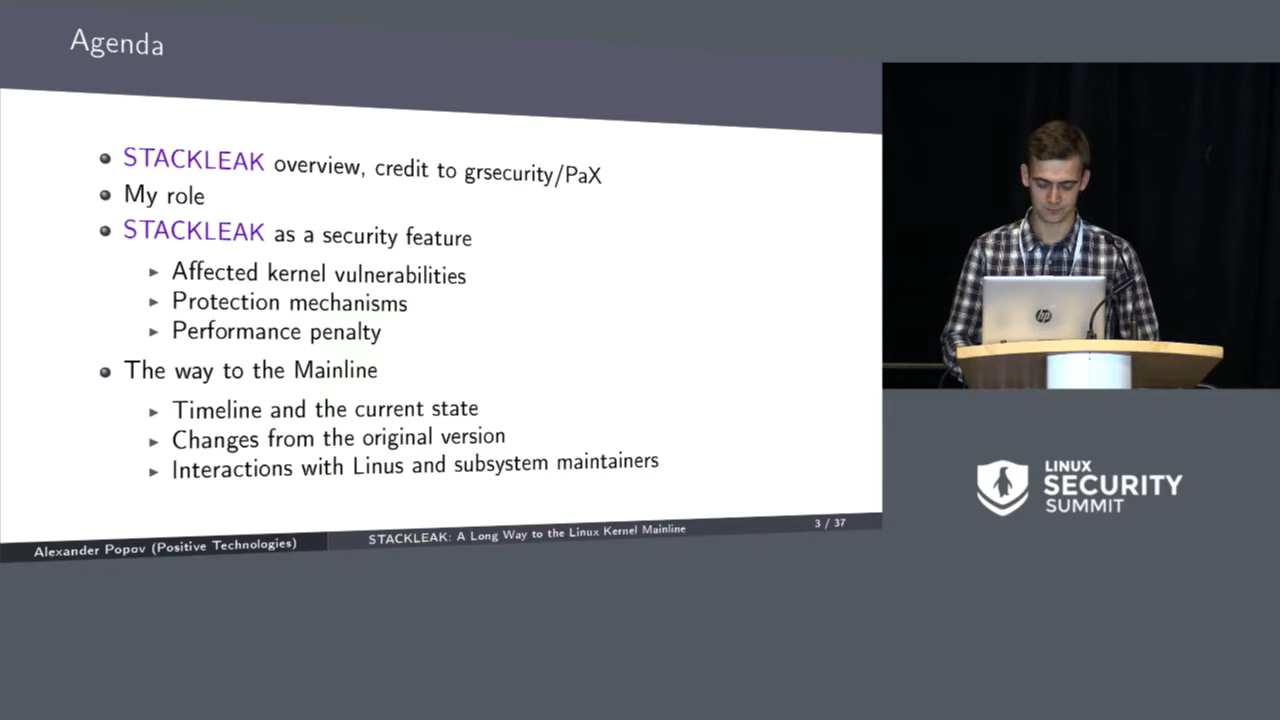 Agenda
STACKLEAK overview, credit to grsecurity/PaX
My role
STACKLEAK as a security feature
Affected kernel vulnerabilities
Protection mechanisms
Performance penalty
The way to the Mainline
Timeline and the current state
Changes from the original version
Interactions with Linus and subsystem maintainers
Alexander Popov (Positive Technologies)
STACKLEAK: A Long Way to the Linux Kernel Mainline
3 / 37
hp
LINUX
SECURITY
SUMMIT